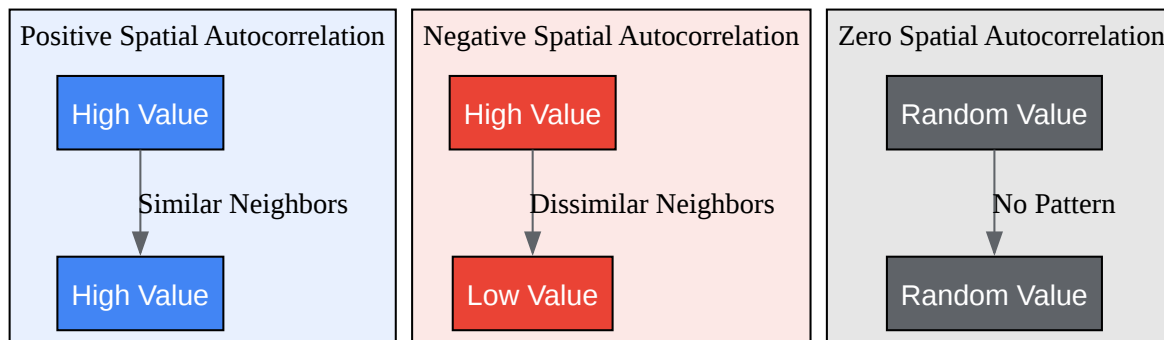 Positive Spatial Autocorrelation
High Value
Similar Neighbors
High Value
Negative Spatial Autocorrelation
High Value
Dissimilar Neighbors
Low Value
Zero Spatial Autocorrelation
Random Value
No Pattern
Random Value